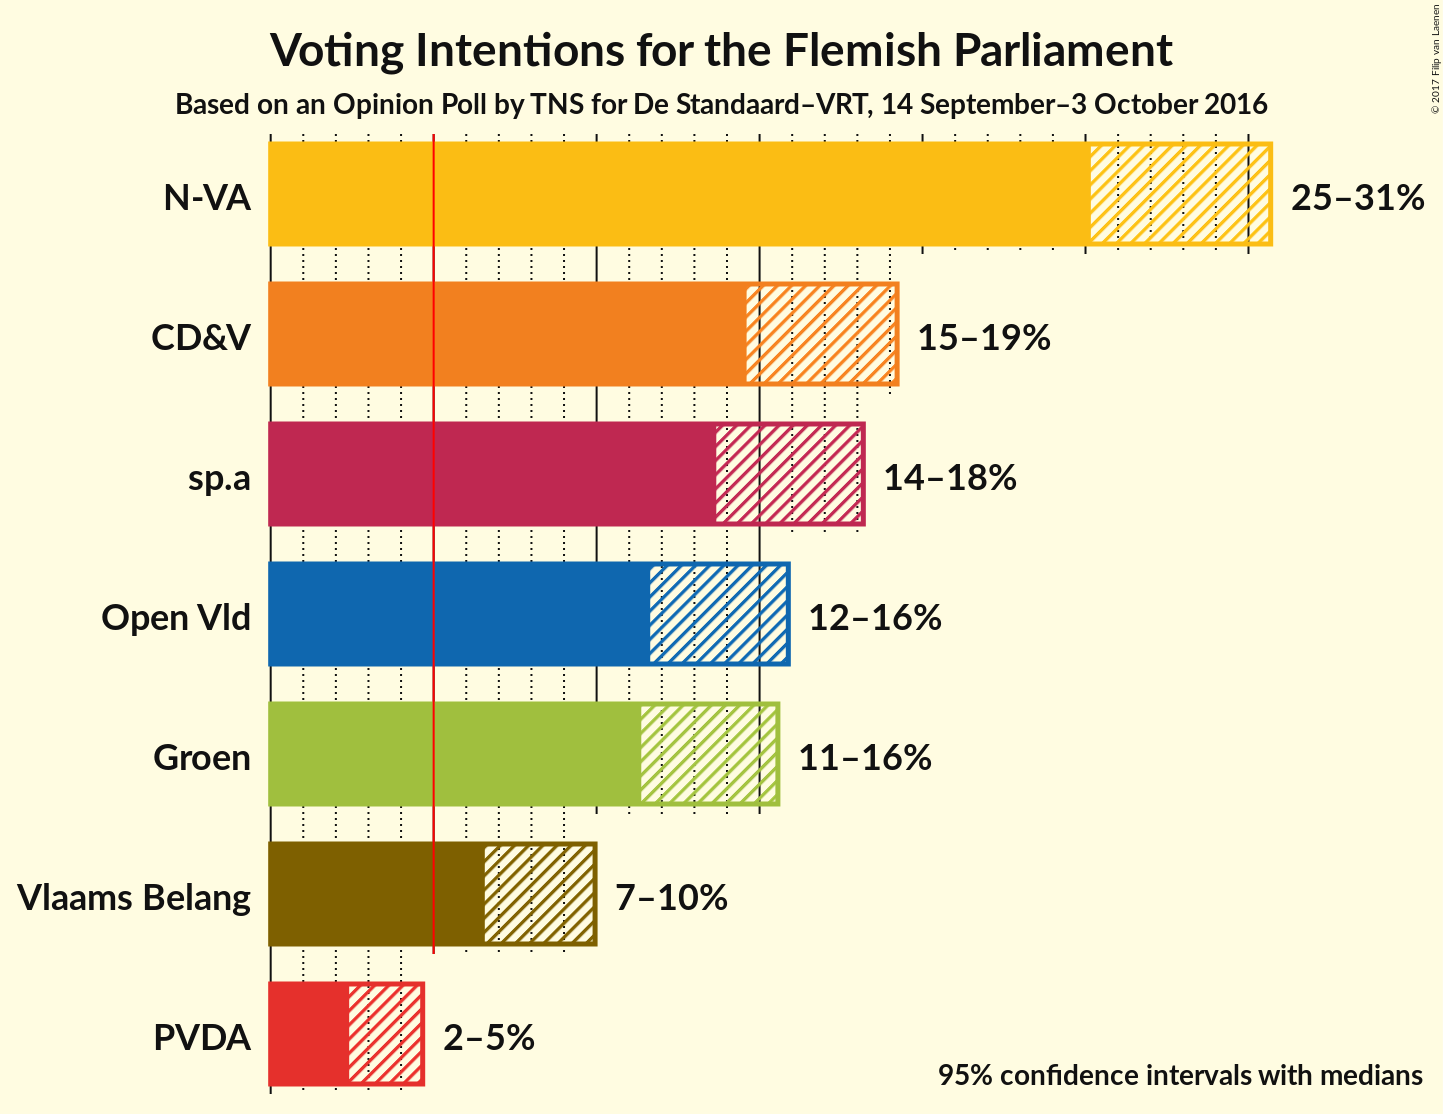 Voting Intentions for the Flemish Parliament
Based on an Opinion Poll by TNS for De Standaard–VRT, 14 September–3 October 2016
© 2017 Filip van Laenen
N-VA 25–31%
CD&V 15–19%
sp.a 14–18%
Open Vld 12–16%
Groen 11–16%
Vlaams Belang 7–10%
PVDA 2–5%
95% confidence intervals with medians